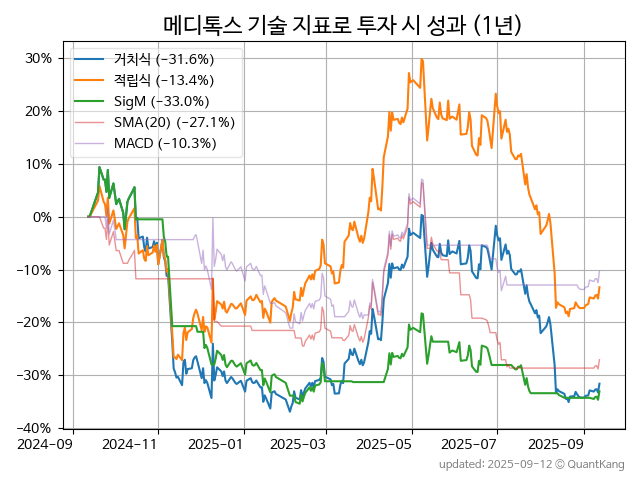 메디톡스 기술 지표로 투자 시 성과 (1년)
거치식 (−31.6%)
적립식 (−13.4%)
SigM (−33.0%)
SMA(20) (−27.1%)
MACD (−10.3%)
30%
20%
10%
0%
−10%
−20%
−30%
−40%
2024-09 2024-11 2025-01 2025-03 2025-05 2025-07 2025-09
updated: 2025-09-12 © QuantKang